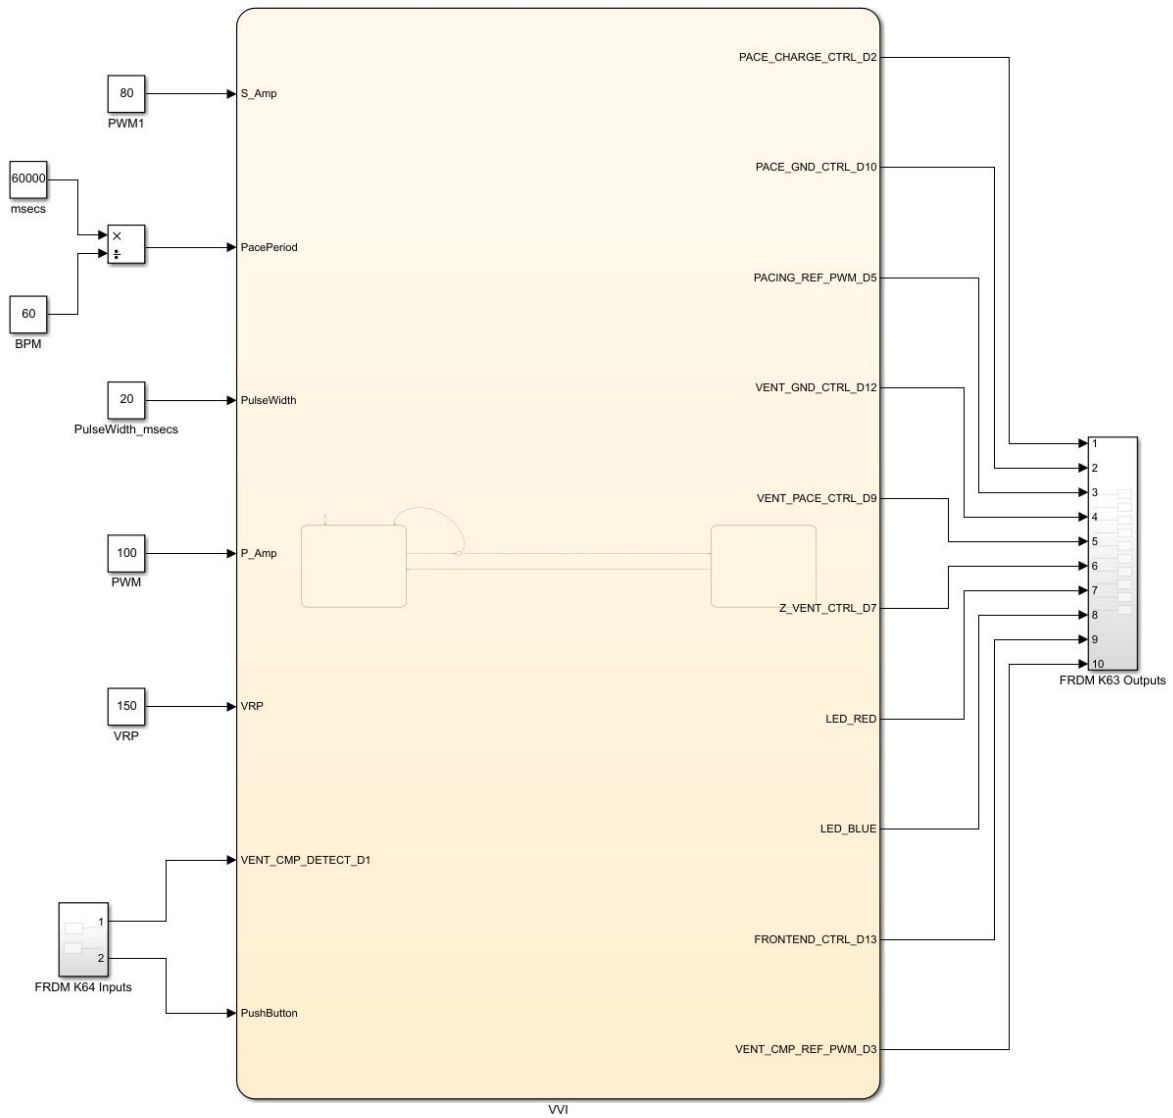 80
PWM1
S_Amp
60000
msecs
×
÷
PacePeriod
60
BPM
20
PulseWidth_msecs
PulseWidth
100
PWM
P_Amp
150
VRP
VRP
1
2
FRDM K64 Inputs
VENT_CMP_DETECT_D1
PushButton
PACE_CHARGE_CTRL_D2
PACE_GND_CTRL_D10
PACING_REF_PWM_D5
VENT_GND_CTRL_D12
VENT_PACE_CTRL_D9
Z_VENT_CTRL_D7
LED_RED
LED_BLUE
FRONTEND_CTRL_D13
VENT_CMP_REF_PWM_D3
1
2
3
4
5
6
7
8
9
10
FRDM K63 Outputs
VVI